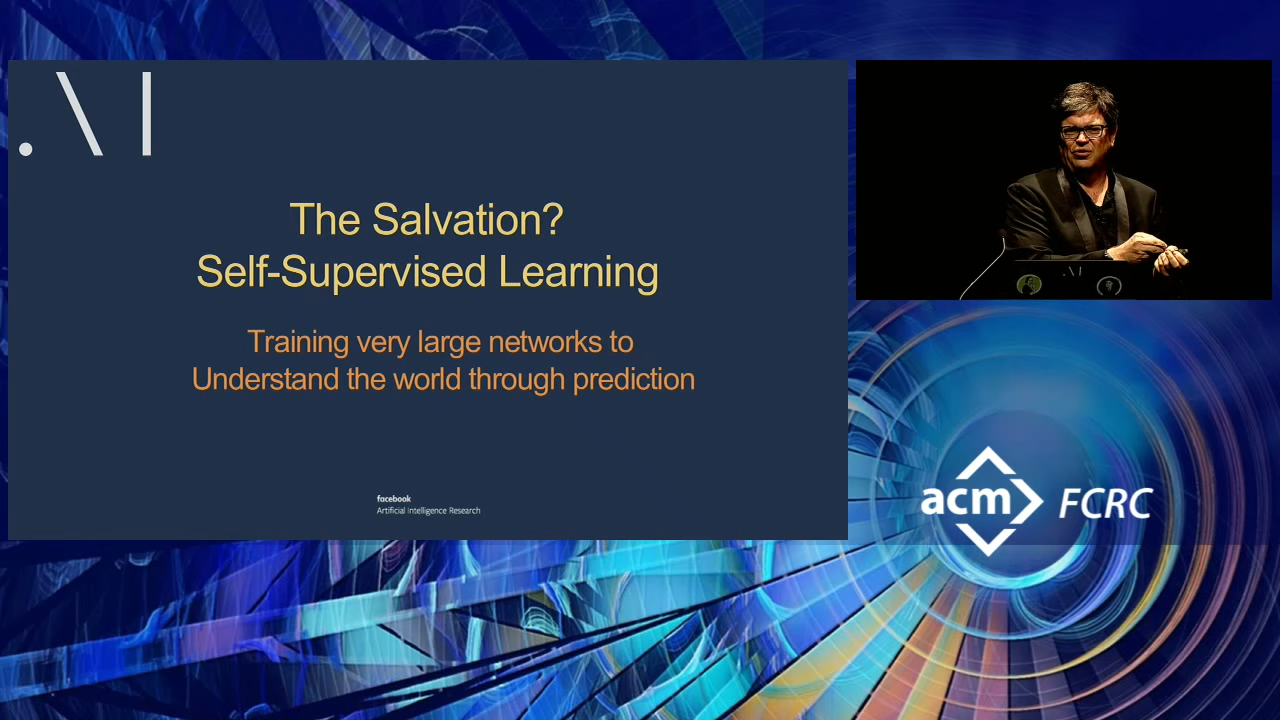 .\I
The Salvation?
Self-Supervised Learning
Training very large networks to
Understand the world through prediction
facebook
Artificial Intelligence Research
acm FCRC